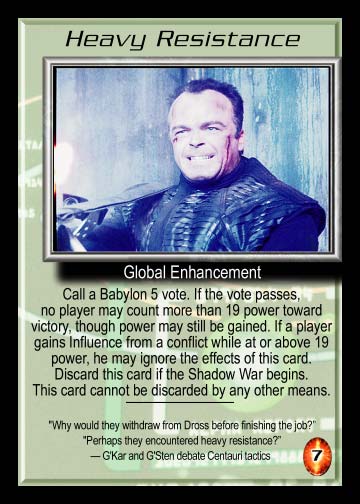 Heavy Resistance
Global Enhancement
Call a Babylon 5 vote. If the vote passes,
no player may count more than 19 power toward
victory, though power may still be gained. If a player
gains Influence from a conflict while at or above 19
power, he may ignore the effects of this card.
Discard this card if the Shadow War begins.
This card cannot be discarded by any other means.
"Why would they withdraw from Dross before finishing the job?"
"Perhaps they encountered heavy resistance?"
— G'Kar and G'Sten debate Centauri tactics
7